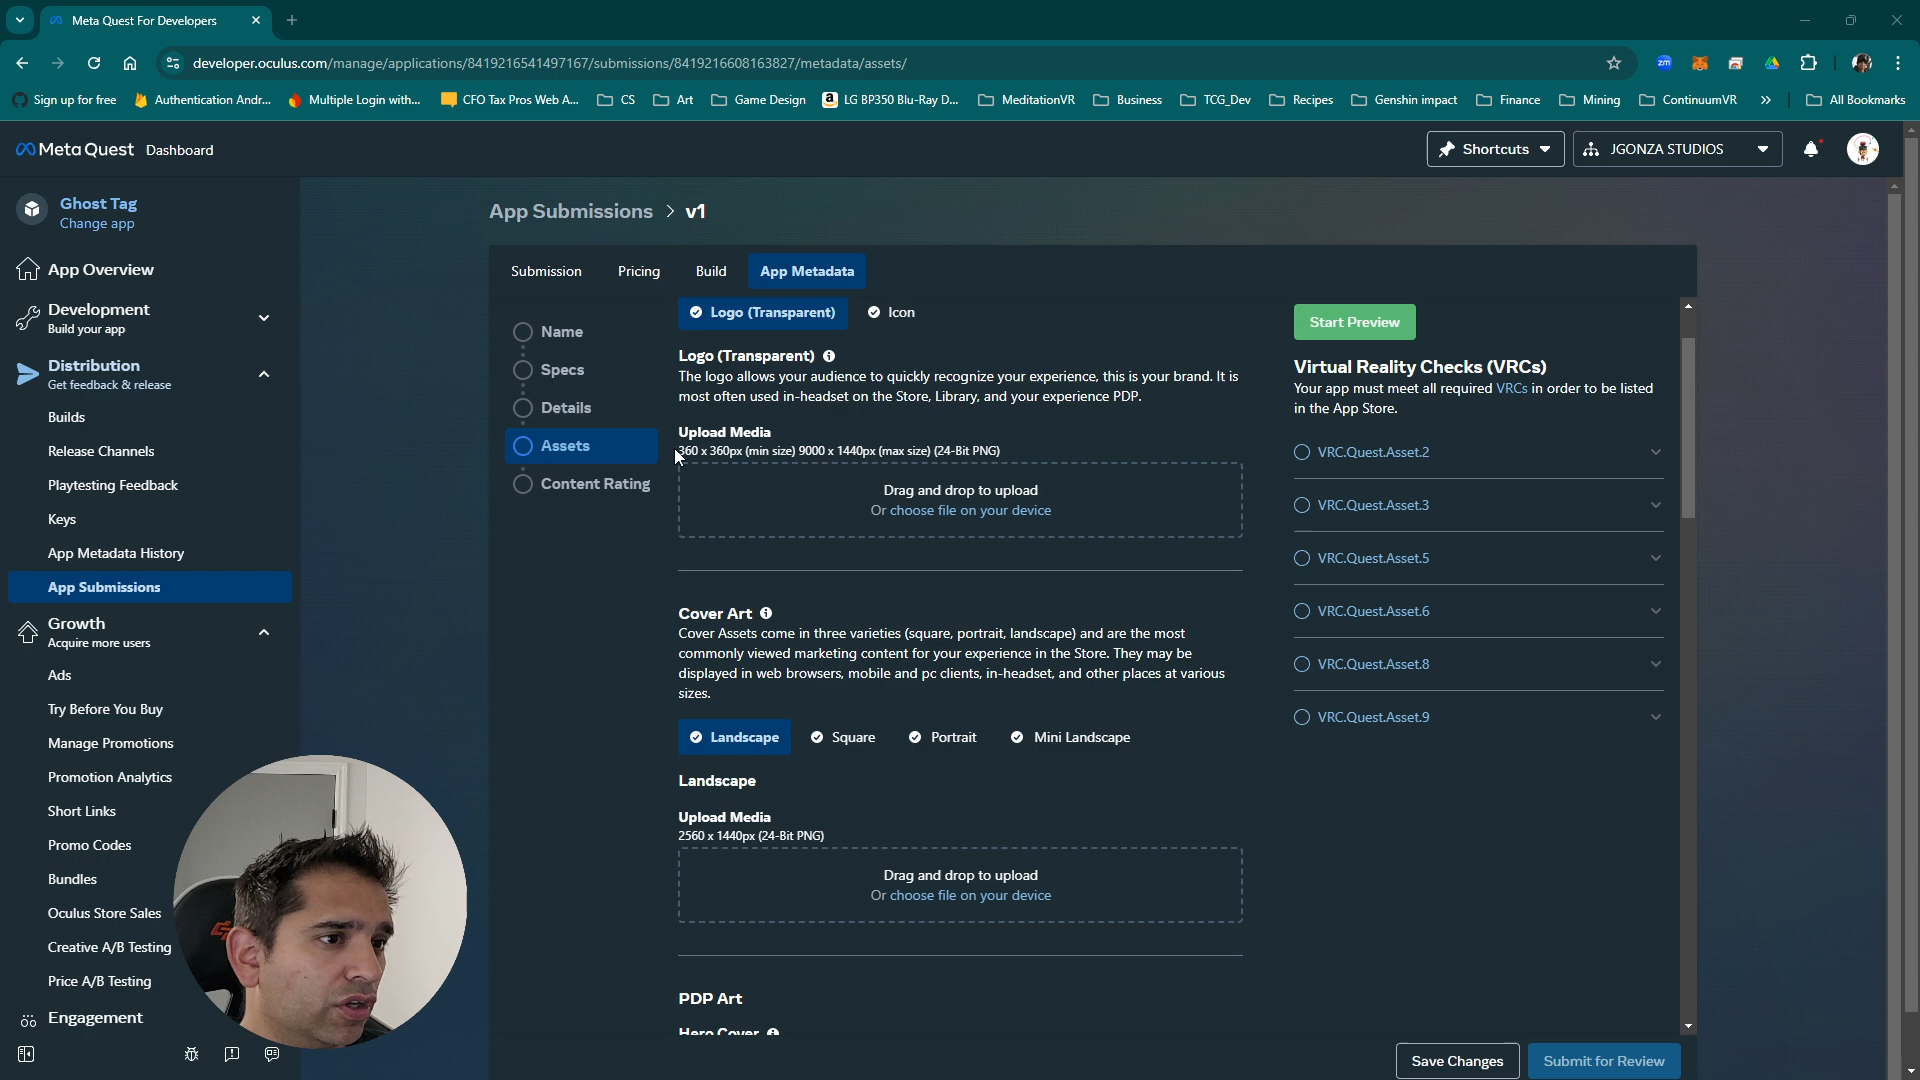 Meta Quest For Developers
developer.oculus.com/manage/applications/8419216541497167/submissions/8419216608163827/metadata/assets/
zm
Sign up for free
Authentication Andr...
Multiple Login with...
CFO Tax Pros Web A...
CS
Art
Game Design
LG BP350 Blu-Ray D...
MeditationVR
Business
TCG_Dev
Recipes
Genshin impact
Finance
Mining
ContinuumVR
All Bookmarks
Meta Quest Dashboard
Shortcuts
JGONZA STUDIOS
Ghost Tag
Change app
App Overview
Development
Build your app
Distribution
Get feedback & release
Builds
Release Channels
Playtesting Feedback
Keys
App Metadata History
App Submissions
Growth
Acquire more users
Ads
Try Before You Buy
Manage Promotions
Promotion Analytics
Short Links
Promo Codes
Bundles
Oculus Store Sales
Creative A/B Testing
Price A/B Testing
Engagement
App Submissions > v1
Submission
Pricing
Build
App Metadata
Name
Specs
Details
Assets
Content Rating
Logo (Transparent)
Icon
Logo (Transparent)
The logo allows your audience to quickly recognize your experience, this is your brand. It is
most often used in-headset on the Store, Library, and your experience PDP.
Upload Media
360 x 360px (min size) 9000 x 1440px (max size) (24-Bit PNG)
Drag and drop to upload
Or choose file on your device
Cover Art
Cover Assets come in three varieties (square, portrait, landscape) and are the most
commonly viewed marketing content for your experience in the Store. They may be
displayed in web browsers, mobile and pc clients, in-headset, and other places at various
sizes.
Landscape
Square
Portrait
Mini Landscape
Landscape
Upload Media
2560 x 1440px (24-Bit PNG)
Drag and drop to upload
Or choose file on your device
PDP Art
Hero Cover
Start Preview
Virtual Reality Checks (VRCs)
Your app must meet all required VRCs in order to be listed
in the App Store.
VRC.Quest.Asset.2
VRC.Quest.Asset.3
VRC.Quest.Asset.5
VRC.Quest.Asset.6
VRC.Quest.Asset.8
VRC.Quest.Asset.9
Save Changes
Submit for Review